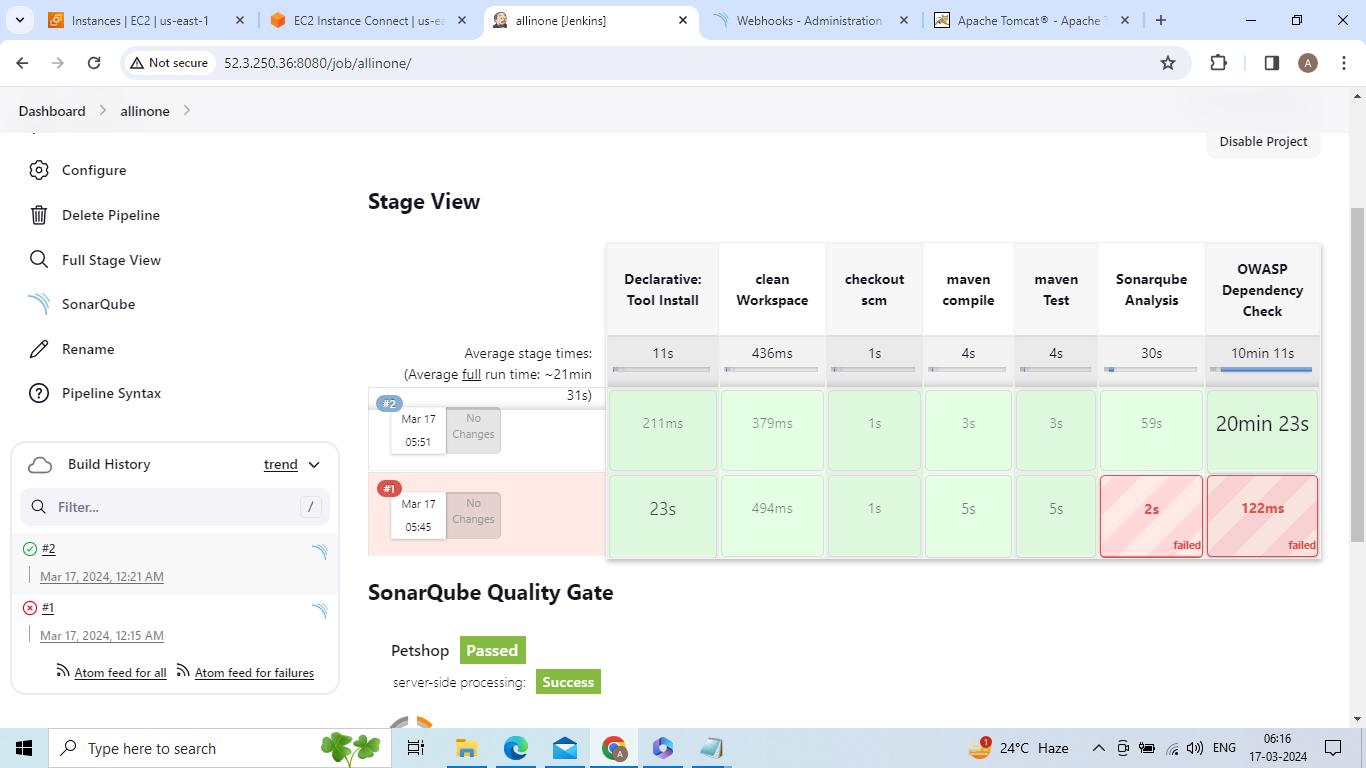 Instances | EC2 | us-east-1
EC2 Instance Connect | us-ea
allinone [Jenkins]
Webhooks - Administration
Apache Tomcat® - Apache T
Not secure
52.3.250.36:8080/job/allinone/
A
Dashboard
allinone
Disable Project
Configure
Delete Pipeline
Full Stage View
SonarQube
Rename
Pipeline Syntax
Build History
trend
Filter...
/
#2
Mar 17, 2024, 12:21 AM
#1
Mar 17, 2024, 12:15 AM
Atom feed for all
Atom feed for failures
Stage View
Declarative:
Tool Install
clean
Workspace
checkout
scm
maven
compile
maven
Test
Sonarqube
Analysis
OWASP
Dependency
Check
Average stage times:
(Average full run time: ~21min
31s)
11s
436ms
1s
4s
4s
30s
10min 11s
#2
Mar 17
05:51
No
Changes
211ms
379ms
1s
3s
3s
59s
20min 23s
#1
Mar 17
05:45
No
Changes
23s
494ms
1s
5s
5s
2s
failed
122ms
failed
SonarQube Quality Gate
Petshop
Passed
server-side processing:
Success
Type here to search
A
1
24°C Haze
ENG
06:16
17-03-2024